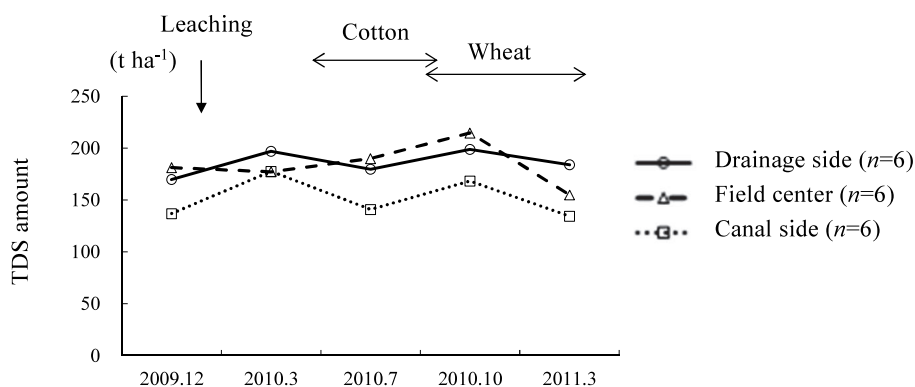 Leaching
Cotton
(t ha⁻¹)
Wheat
250
200
150
100
50
0
TDS amount
2009.12 2010.3 2010.7 2010.10 2011.3
Drainage side (n=6)
Field center (n=6)
Canal side (n=6)